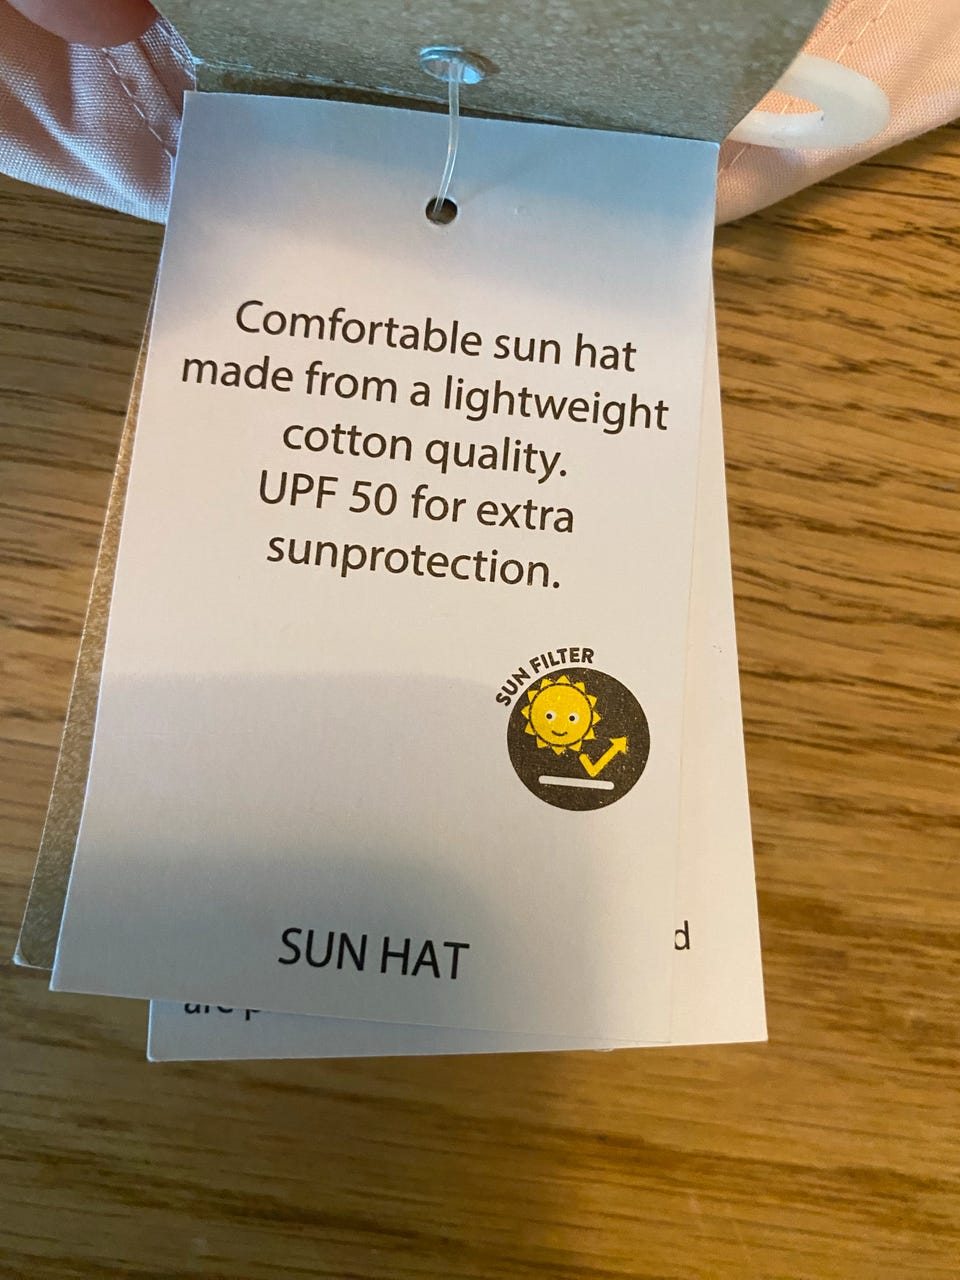 Comfortable sun hat
made from a lightweight
cotton quality.
UPF 50 for extra
sunprotection.
SUN FILTER
SUN HAT
d